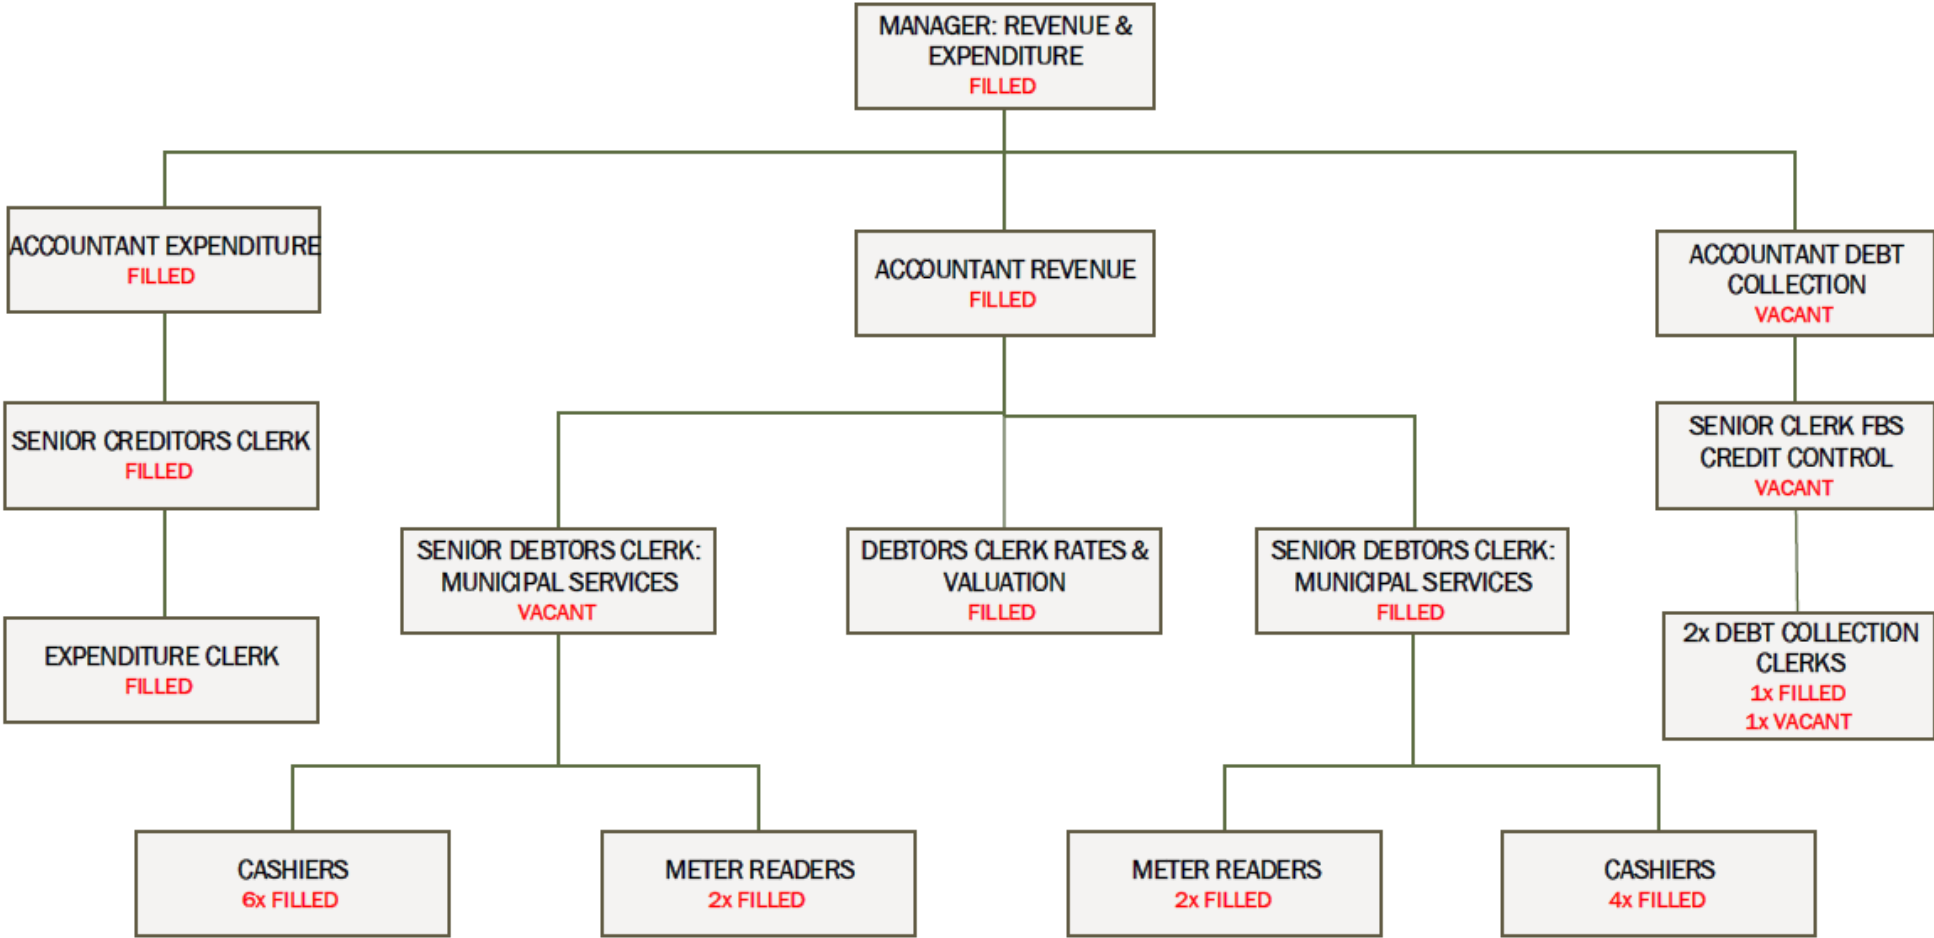 MANAGER: REVENUE &
EXPENDITURE
FILLED
ACCOUNTANT EXPENDITURE
FILLED
ACCOUNTANT REVENUE
FILLED
ACCOUNTANT DEBT
COLLECTION
VACANT
SENIOR CREDITORS CLERK
FILLED
SENIOR CLERK FBS
CREDIT CONTROL
VACANT
SENIOR DEBTORS CLERK:
MUNICIPAL SERVICES
VACANT
DEBTORS CLERK RATES &
VALUATION
FILLED
SENIOR DEBTORS CLERK:
MUNICIPAL SERVICES
FILLED
EXPENDITURE CLERK
FILLED
2x DEBT COLLECTION
CLERKS
1x FILLED
1x VACANT
CASHIERS
6x FILLED
METER READERS
2x FILLED
METER READERS
2x FILLED
CASHIERS
4x FILLED